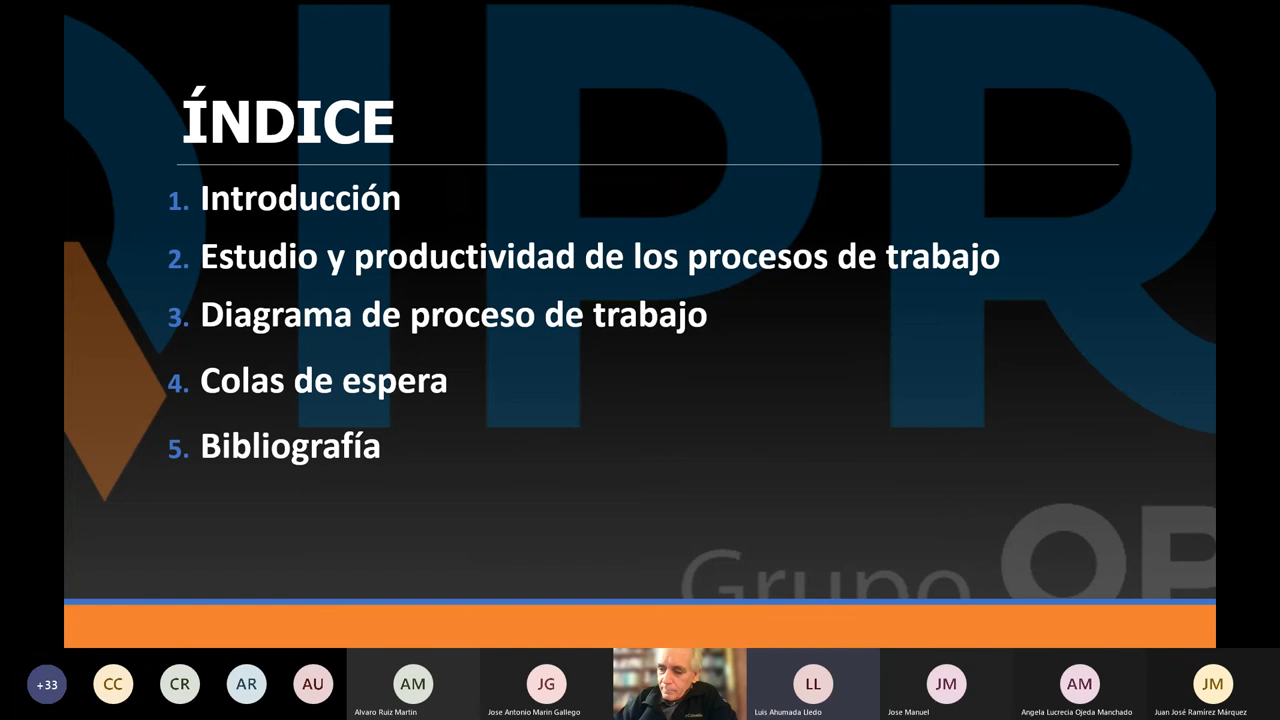 ÍNDICE
1. Introducción
2. Estudio y productividad de los procesos de trabajo
3. Diagrama de proceso de trabajo
4. Colas de espera
5. Bibliografía
Grupo OP
IPR
+33
CC
CR
AR
AU
AM
JG
LL
JM
AM
JM
Alvaro Ruiz Martin
Jose Antonio Marin Gallego
Luis Ahumada Lledo
Jose Manuel
Angela Lucrecia Ojeda Manchado
Juan José Ramírez Márquez